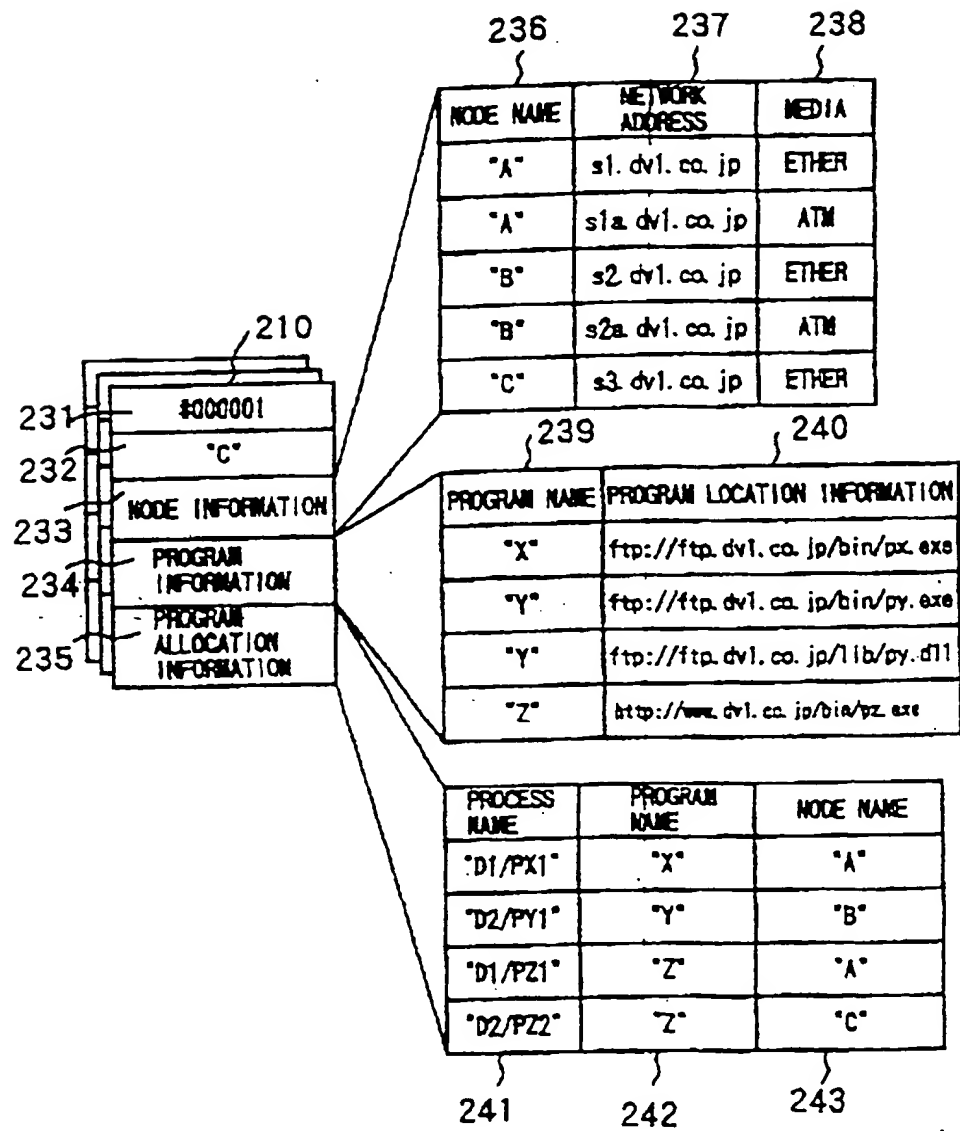 236 237 238
NODE NAME NETWORK ADDRESS MEDIA
"A" s1.dv1.co.jp ETHER
"A" s1a.dv1.co.jp ATM
"B" s2.dv1.co.jp ETHER
"B" s2a.dv1.co.jp ATM
"C" s3.dv1.co.jp ETHER
210
231 #000001
232 "C"
233 NODE INFORMATION
234 PROGRAM
INFORMATION
235 PROGRAM
ALLOCATION
INFORMATION
239 240
PROGRAM NAME PROGRAM LOCATION INFORMATION
"X" ftp://ftp.dv1.co.jp/bin/px.exe
"Y" ftp://ftp.dv1.co.jp/bin/py.exe
"Y" ftp://ftp.dv1.co.jp/lib/py.dll
"Z" http://www.dv1.co.jp/bin/pz.exe
PROCESS NAME PROGRAM NAME NODE NAME
"D1/PX1" "X" "A"
"D2/PY1" "Y" "B"
"D1/PZ1" "Z" "A"
"D2/PZ2" "Z" "C"
241 242 243